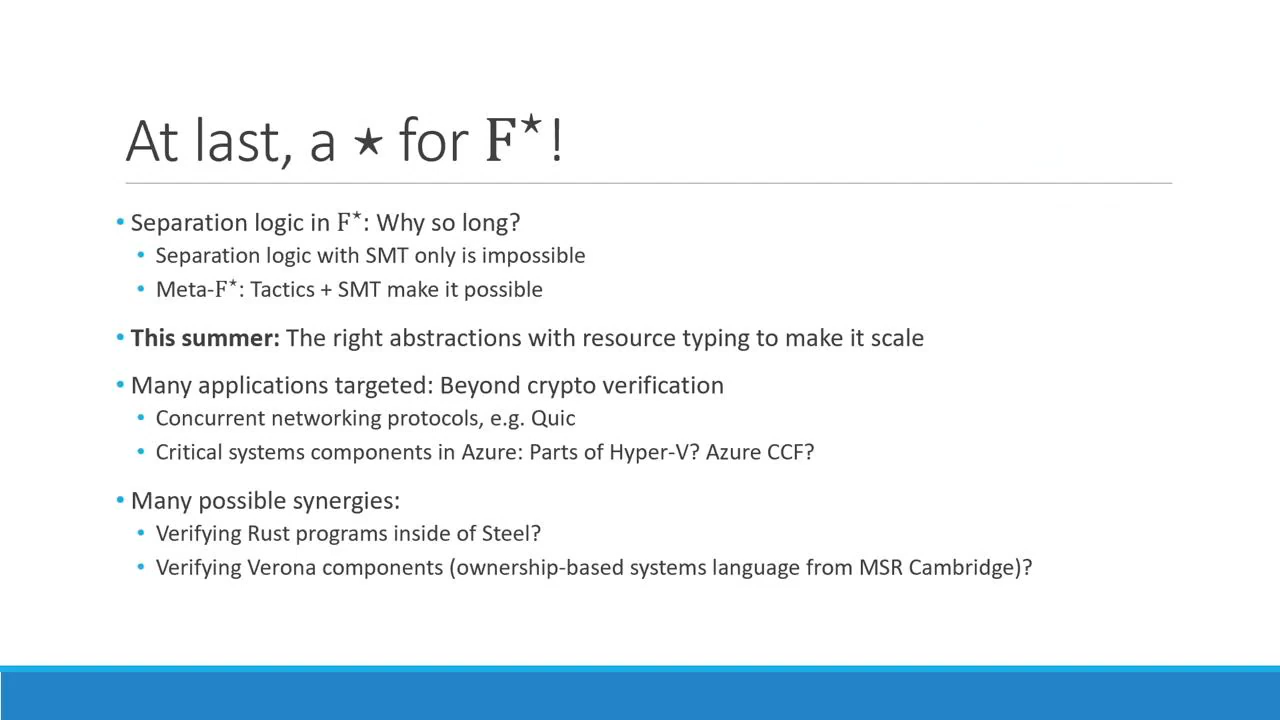 At last, a ⋆ for F⋆!
• Separation logic in F⋆: Why so long?
• Separation logic with SMT only is impossible
• Meta-F⋆: Tactics + SMT make it possible
• This summer: The right abstractions with resource typing to make it scale
• Many applications targeted: Beyond crypto verification
• Concurrent networking protocols, e.g. Quic
• Critical systems components in Azure: Parts of Hyper-V? Azure CCF?
• Many possible synergies:
• Verifying Rust programs inside of Steel?
• Verifying Verona components (ownership-based systems language from MSR Cambridge)?